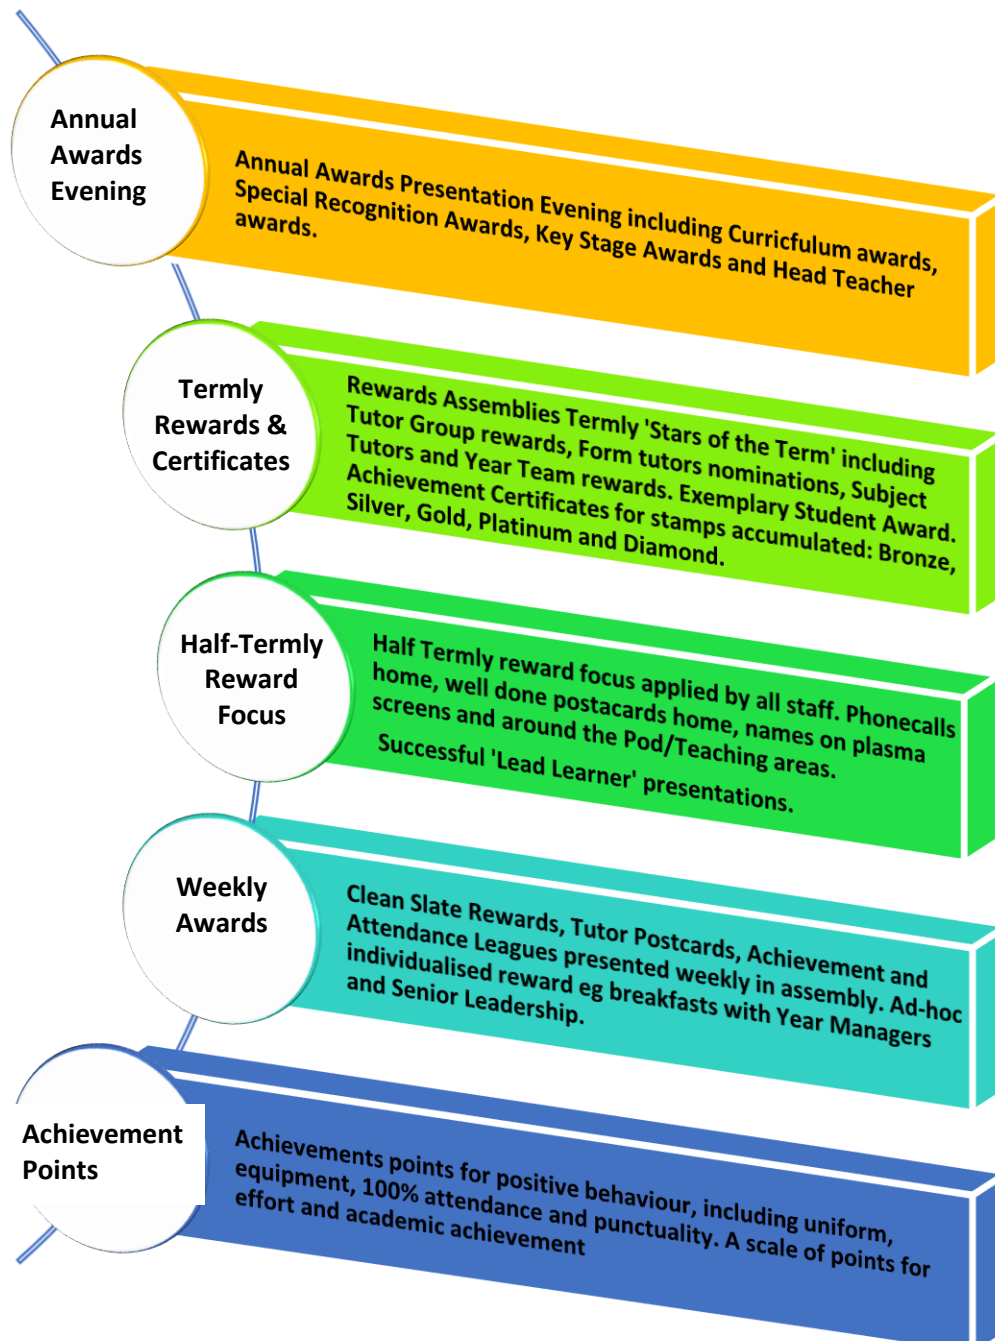 Annual
Awards
Evening
Annual Awards Presentation Evening including Curricfulum awards,
Special Recognition Awards, Key Stage Awards and Head Teacher
awards.
Termly
Rewards &
Certificates
Rewards Assemblies Termly 'Stars of the Term' including
Tutor Group rewards, Form tutors nominations, Subject
Tutors and Year Team rewards. Exemplary Student Award.
Achievement Certificates for stamps accumulated: Bronze,
Silver, Gold, Platinum and Diamond.
Half-Termly
Reward
Focus
Half Termly reward focus applied by all staff. Phonecalls
home, well done postacards home, names on plasma
screens and around the Pod/Teaching areas.
Successful 'Lead Learner' presentations.
Weekly
Awards
Clean Slate Rewards, Tutor Postcards, Achievement and
Attendance Leagues presented weekly in assembly. Ad-hoc
individualised reward eg breakfasts with Year Managers
and Senior Leadership.
Achievement
Points
Achievements points for positive behaviour, including uniform,
equipment, 100% attendance and punctuality. A scale of points for
effort and academic achievement